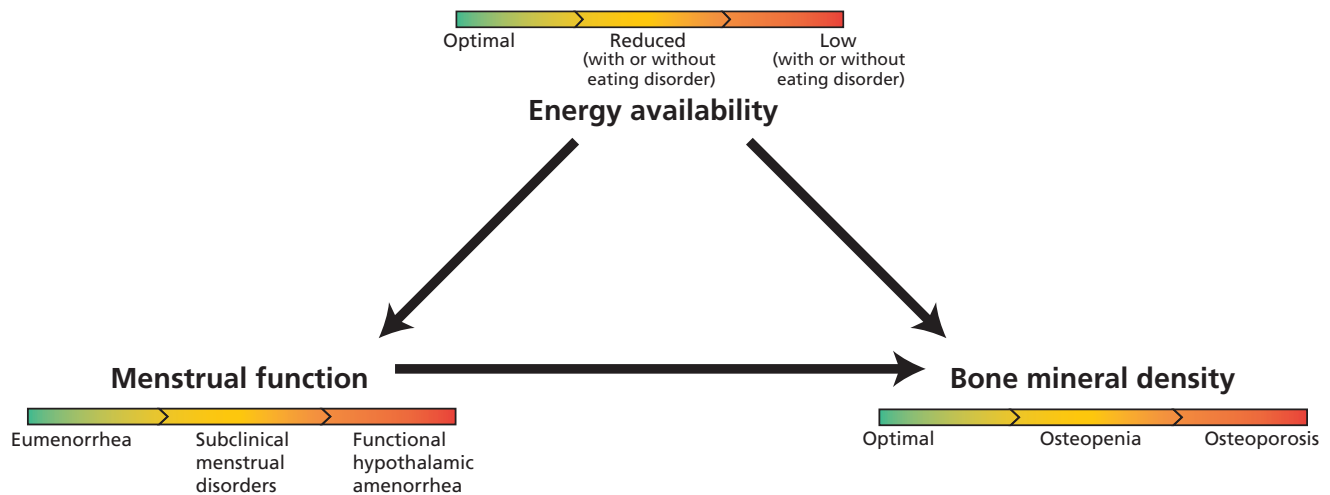 Optimal
Reduced
(with or without
eating disorder)
Low
(with or without
eating disorder)
Energy availability
Menstrual function
Eumenorrhea
Subclinical
menstrual
disorders
Functional
hypothalamic
amenorrhea
Bone mineral density
Optimal
Osteopenia
Osteoporosis